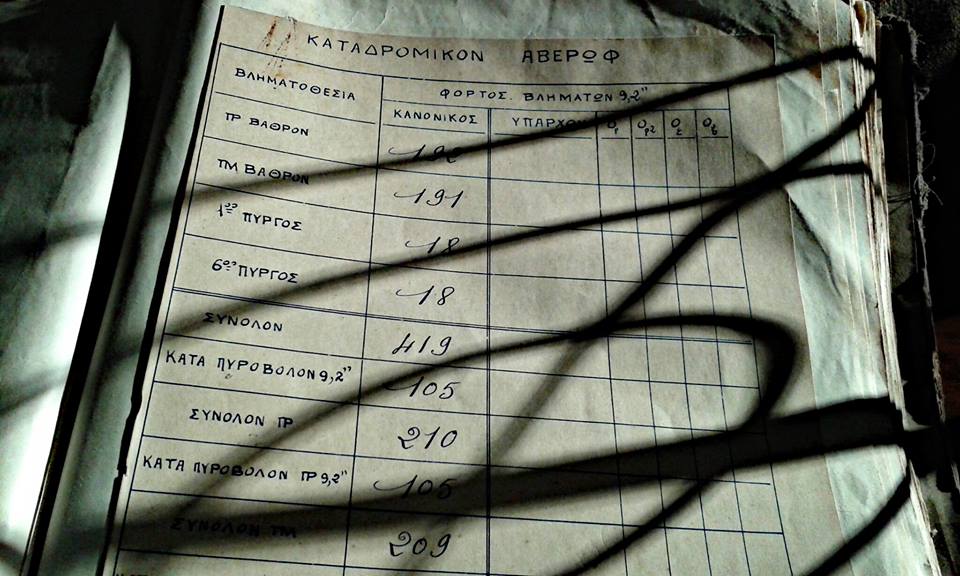 ΚΑΤΑΔΡΟΜΙΚΟΝ ΑΒΕΡΩΦ
ΒΛΗΜΑΤΟΘΕΣΙΑ ΦΟΡΤΟΣ. ΒΛΗΜΑΤΩΝ 9,2"
ΚΑΝΟΝΙΚΟΣ ΥΠΑΡΧΟΝ
ΠΡ ΒΑΘΡΟΝ 192
ΠΜ ΒΑΘΡΟΝ 191
1ος ΠΥΡΓΟΣ 18
6ος ΠΥΡΓΟΣ 18
ΣΥΝΟΛΟΝ 419
ΚΑΤΑ ΠΥΡΟΒΟΛΟΝ 9,2" 105
ΣΥΝΟΛΟΝ ΠΡ 210
ΚΑΤΑ ΠΥΡΟΒΟΛΟΝ ΠΡ 9,2" 105
ΣΥΝΟΛΟΝ ΠΜ 209